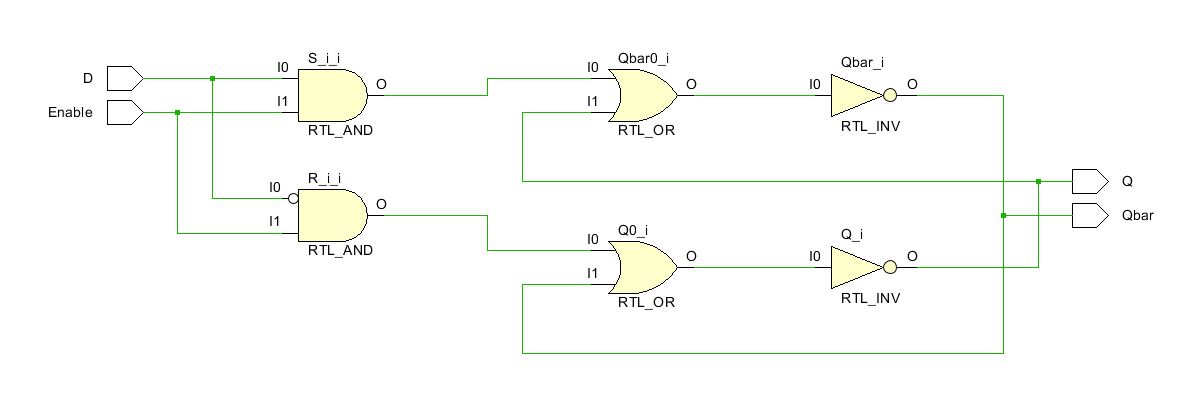 S_i_i
Qbar0_i
Qbar_i
D
I0
O
I0
O
I0
O
Enable
I1
I1
RTL_AND
RTL_OR
RTL_INV
R_i_i
I0
O
I1
Q
Qbar
RTL_AND
Q0_i
Q_i
I0
O
I0
O
I1
RTL_OR
RTL_INV